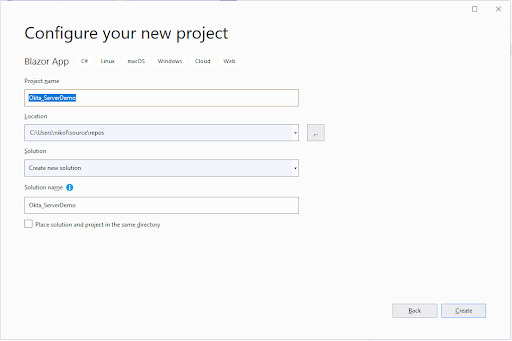 Configure your new project
Blazor App C# Linux macOS Windows Cloud Web
Project name
Okta_ServerDemo
Location
C:\Users\nikol\source\repos
...
Solution
Create new solution
Solution name
Okta_ServerDemo
Place solution and project in the same directory
Back Create